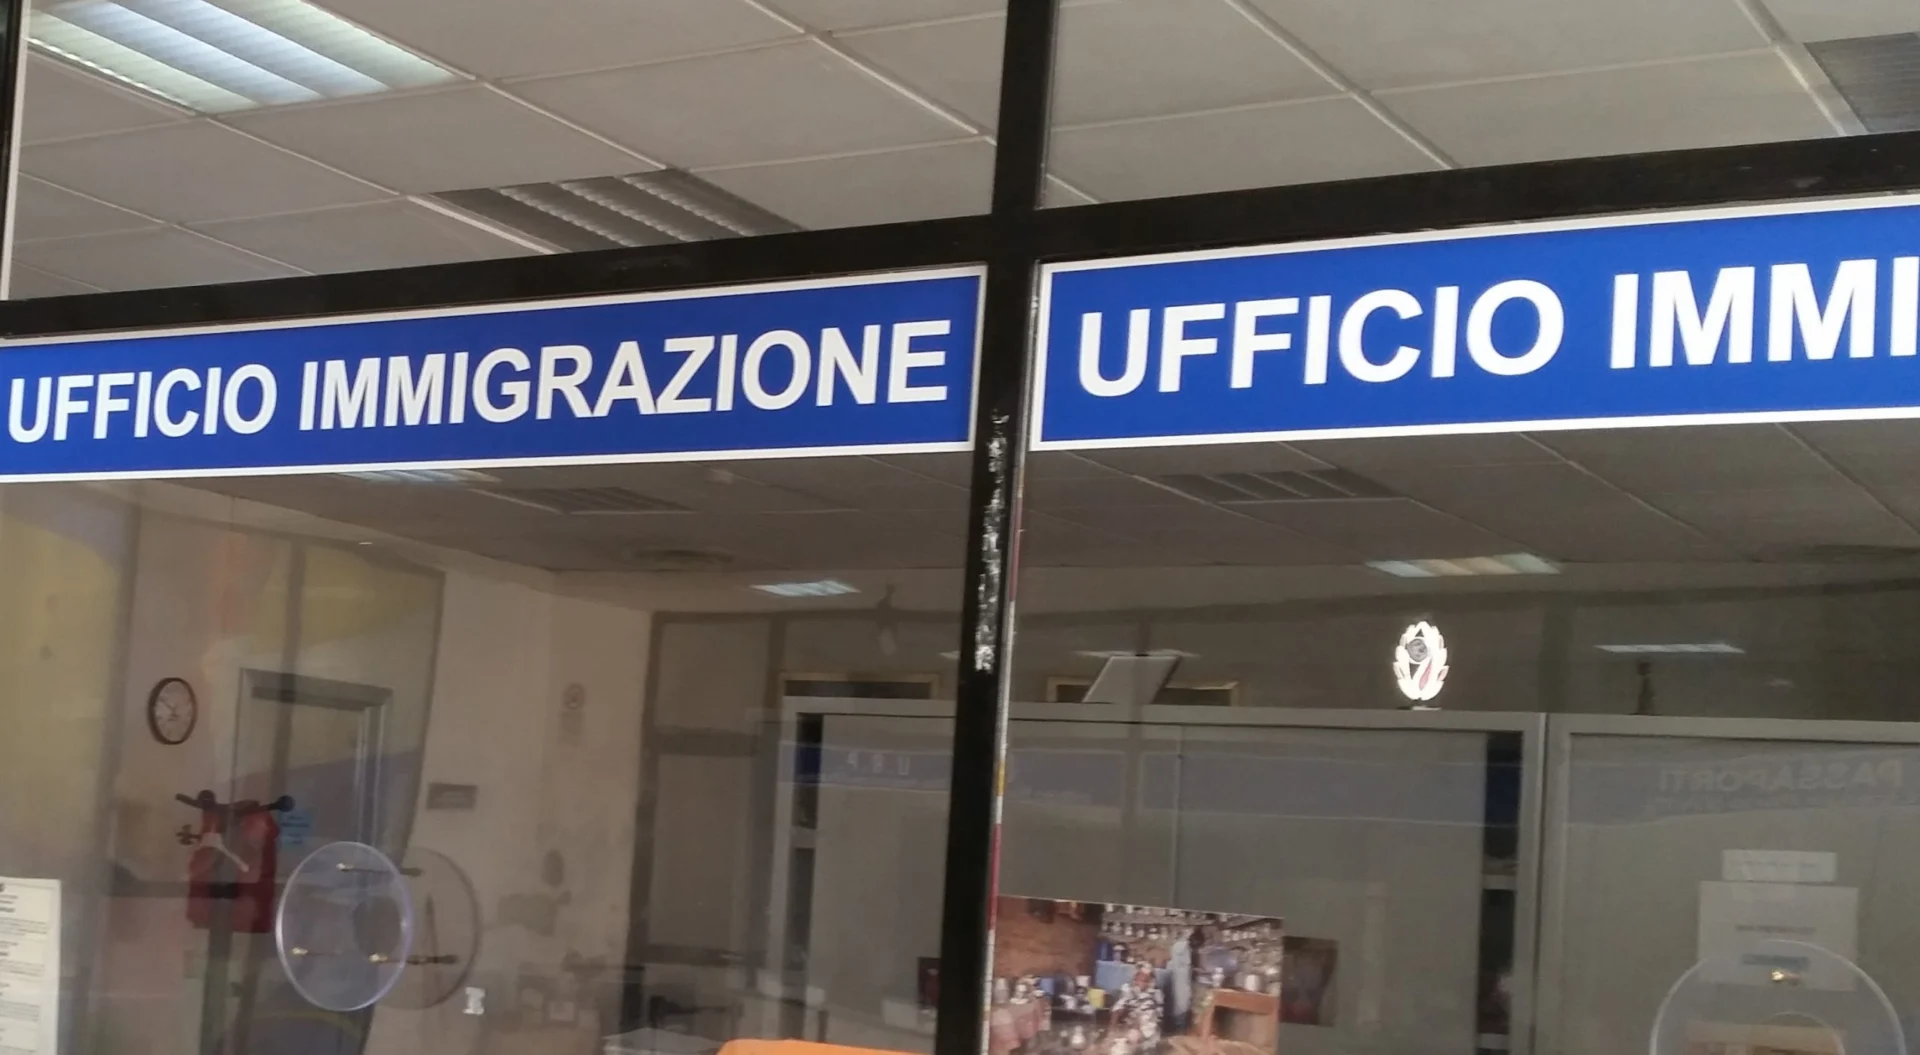 UFFICIO IMMIGRAZIONE
UFFICIO IMMI
U R P
PASSAPORTI